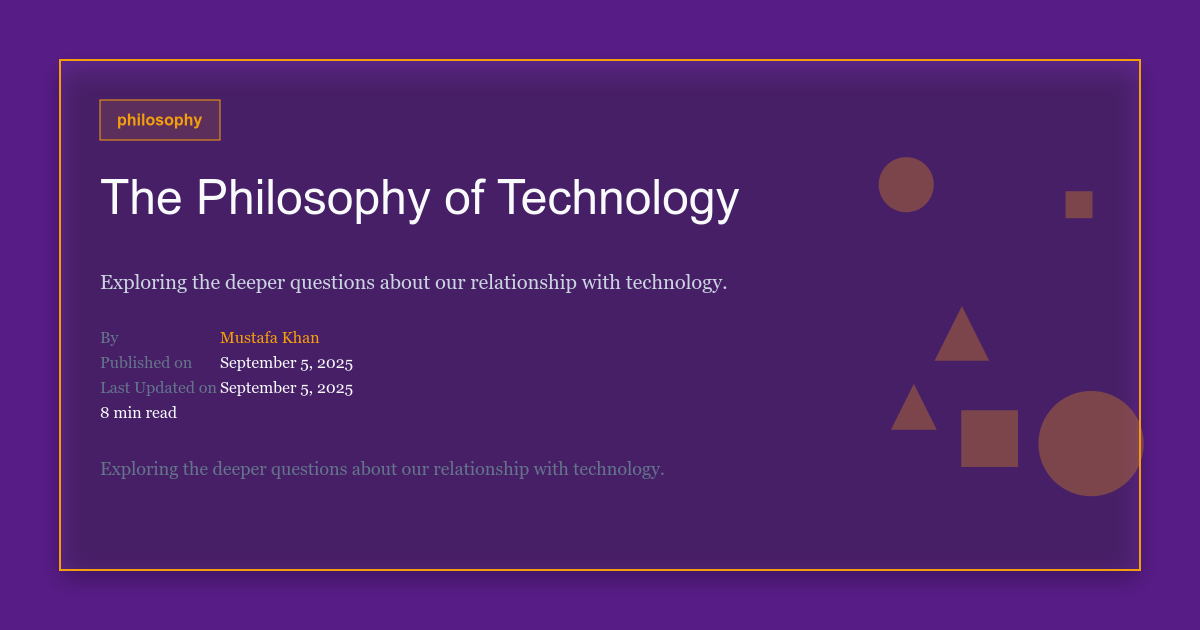 philosophy
The Philosophy of Technology
Exploring the deeper questions about our relationship with technology.
By Mustafa Khan
Published on September 5, 2025
Last Updated on September 5, 2025
8 min read
Exploring the deeper questions about our relationship with technology.